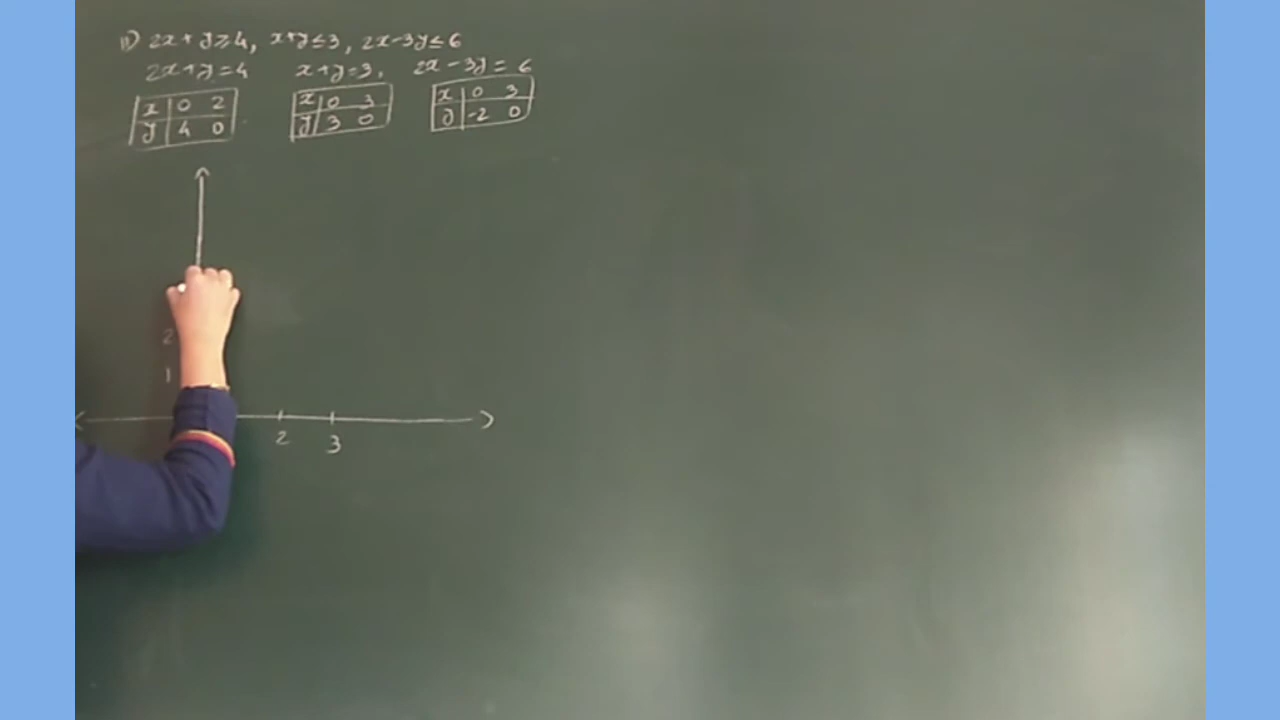 11) 2x+y≥4, x+y≤3, 2x-3y≤6
2x+y=4 x+y=3, 2x-3y=6
x 0 2 x 0 3 x 0 3
y 4 0 y 3 0 y -2 0
2
1
2 3